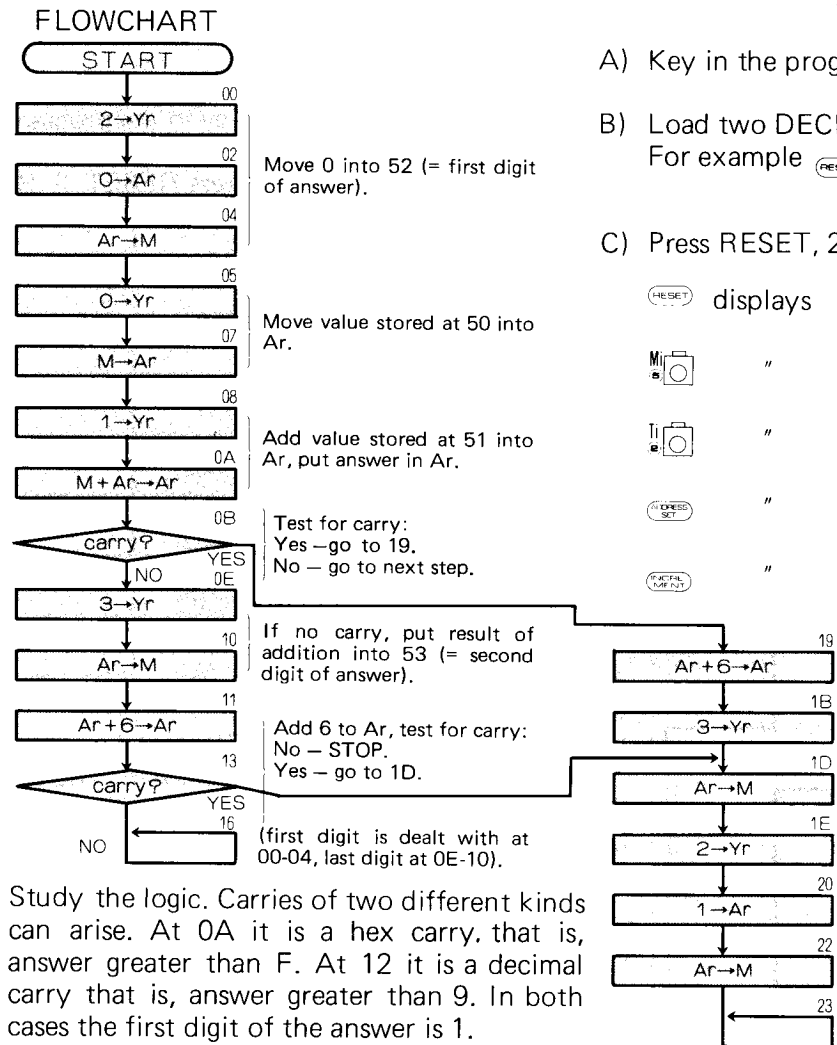 FLOWCHART
START
00
2→Yr
02
0→Ar
04
Ar→M
Move 0 into 52 (= first digit
of answer).
05
0→Yr
07
M→Ar
Move value stored at 50 into
Ar.
08
1→Yr
0A
M+Ar→Ar
Add value stored at 51 into
Ar, put answer in Ar.
0B
carry?
YES
NO
Test for carry:
Yes —go to 19.
No — go to next step.
0E
3→Yr
10
Ar→M
If no carry, put result of
addition into 53 (= second
digit of answer).
11
Ar+6→Ar
13
carry?
YES
NO
16
Add 6 to Ar, test for carry:
No — STOP.
Yes — go to 1D.
(first digit is dealt with at
00-04, last digit at 0E-10).
Study the logic. Carries of two different kinds
can arise. At 0A it is a hex carry. that is,
answer greater than F. At 12 it is a decimal
carry that is, answer greater than 9. In both
cases the first digit of the answer is 1.
A) Key in the prog
B) Load two DEC
For example
C) Press RESET, 2
RESET displays
Mi "
Ti "
ADDRESS SET "
INCREMENT "
19
Ar+6→Ar
1B
3→Yr
1D
Ar→M
1E
2→Yr
20
1→Ar
22
Ar→M
23